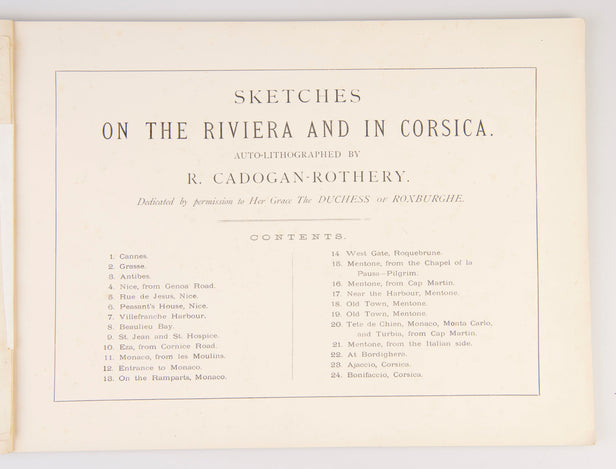 SKETCHES
ON THE RIVIERA AND IN CORSICA.
AUTO-LITHOGRAPHED BY
R. CADOGAN-ROTHERY.
Dedicated by permission to Her Grace The DUCHESS OF ROXBURGHE.
CONTENTS.
1. Cannes.
2. Grasse.
3. Antibes.
4. Nice, from Genoa Road.
5. Rue de Jesus, Nice.
6. Peasant's House, Nice.
7. Villefranche Harbour.
8. Beaulieu Bay.
9. St. Jean and St. Hospice.
10. Eza, from Cornice Road.
11. Monaco, from les Moulins.
12. Entrance to Monaco.
13. On the Ramparts, Monaco.
14. West Gate, Roquebrune.
15. Mentone, from the Chapel of la
Pausa—Pilgrim.
16. Mentone, from Cap Martin.
17. Near the Harbour, Mentone.
18. Old Town, Mentone.
19. Old Town, Mentone.
20. Tete de Chien, Monaco, Monta Carlo,
and Turbia, from Cap Martin.
21. Mentone, from the Italian side.
22. At Bordighero.
23. Ajaccio, Corsica.
24. Bonifaccio, Corsica.